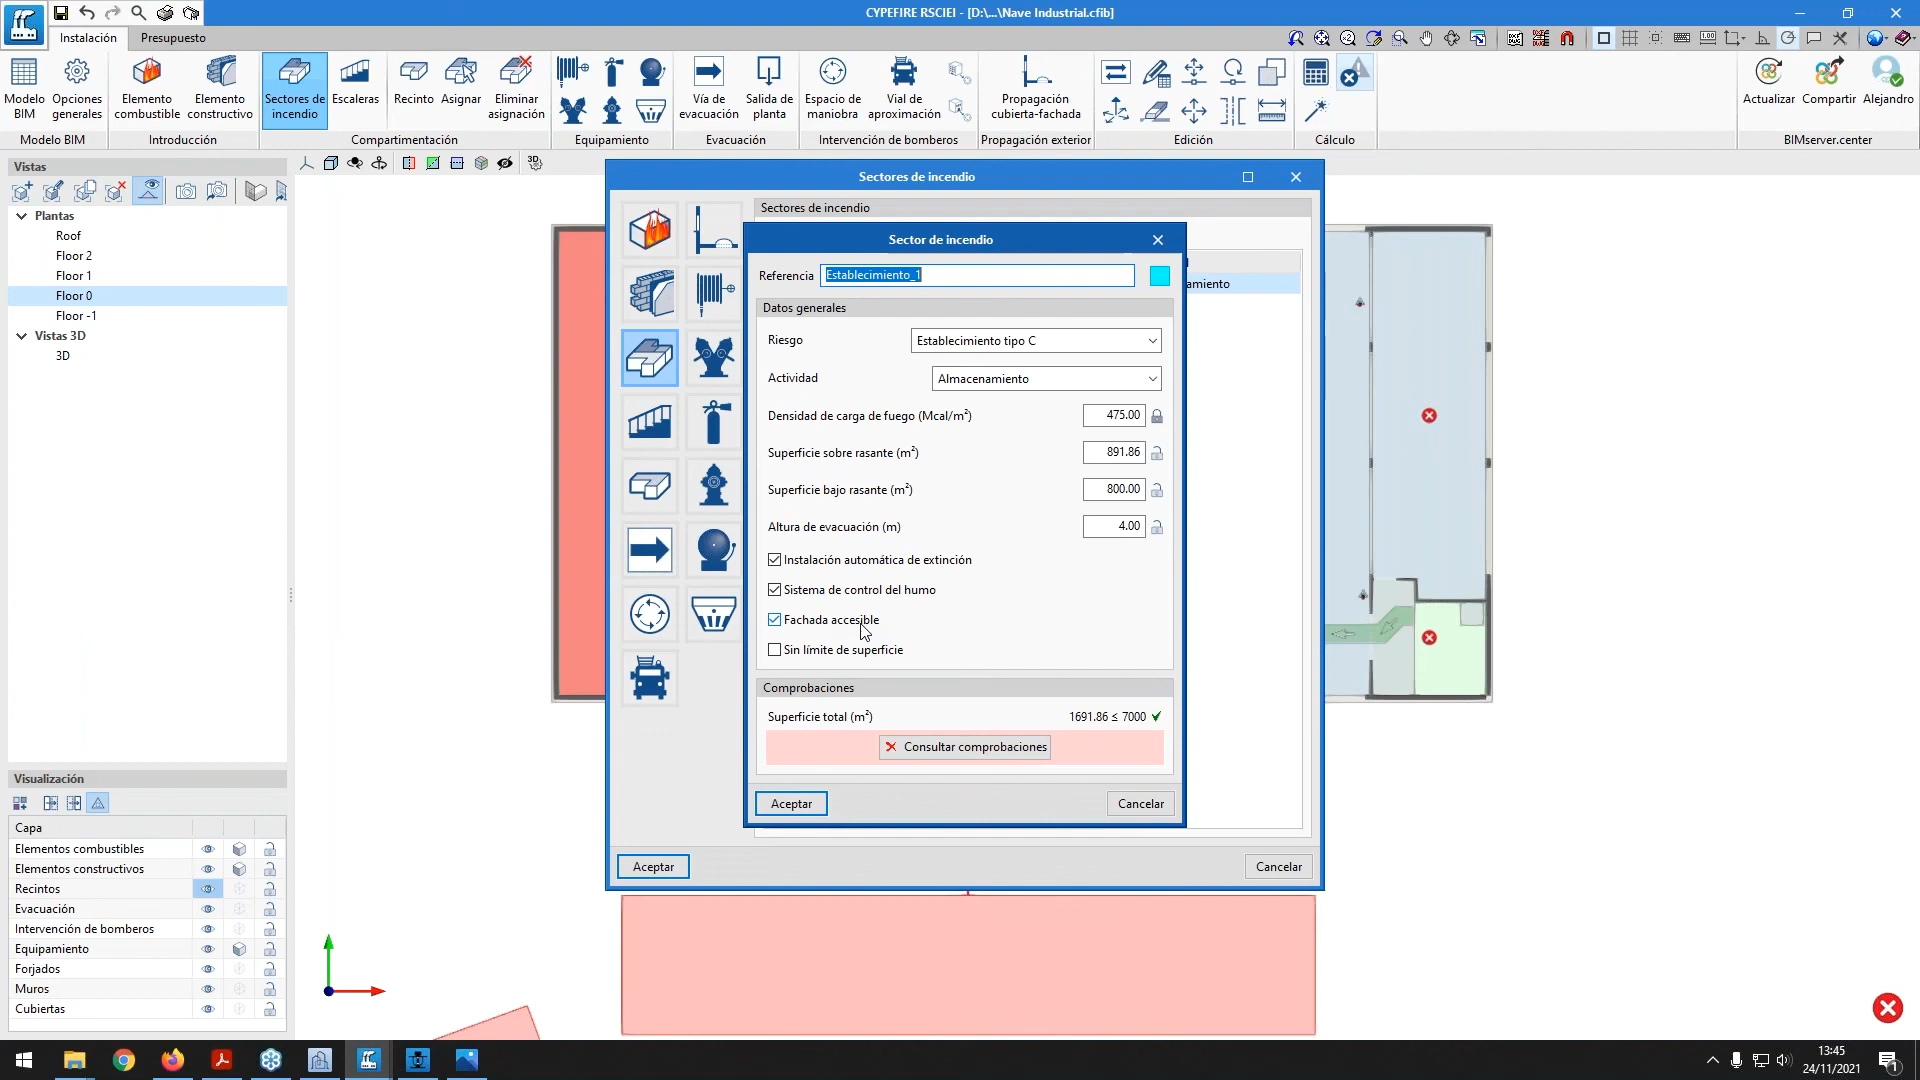 CYPEFIRE RSCIEI - [D:\...\Nave Industrial.cfib]
Instalación
Presupuesto
Modelo BIM
Opciones generales
Elemento combustible
Elemento constructivo
Sectores de incendio
Escaleras
Recinto
Asignar
Eliminar asignación
Vía de evacuación
Salida de planta
Espacio de maniobra
Vial de aproximación
Propagación cubierta-fachada
Actualizar
Compartir
Alejandro
Modelo BIM
Introducción
Compartimentación
Equipamiento
Evacuación
Intervención de bomberos
Propagación exterior
Edición
Cálculo
BIMserver.center
Vistas
Plantas
Roof
Floor 2
Floor 1
Floor 0
Floor -1
Vistas 3D
3D
Visualización
Capa
Elementos combustibles
Elementos constructivos
Recintos
Evacuación
Intervención de bomberos
Equipamiento
Forjados
Muros
Cubiertas
Sectores de incendio
Sectores de incendio
amiento
Sector de incendio
Referencia Establecimiento_1
Datos generales
Riesgo Establecimiento tipo C
Actividad Almacenamiento
Densidad de carga de fuego (Mcal/m²) 475.00
Superficie sobre rasante (m²) 891.86
Superficie bajo rasante (m²) 800.00
Altura de evacuación (m) 4.00
Instalación automática de extinción
Sistema de control del humo
Fachada accesible
Sin límite de superficie
Comprobaciones
Superficie total (m²) 1691.86 ≤ 7000
Consultar comprobaciones
Aceptar Cancelar
Aceptar Cancelar
13:45
24/11/2021